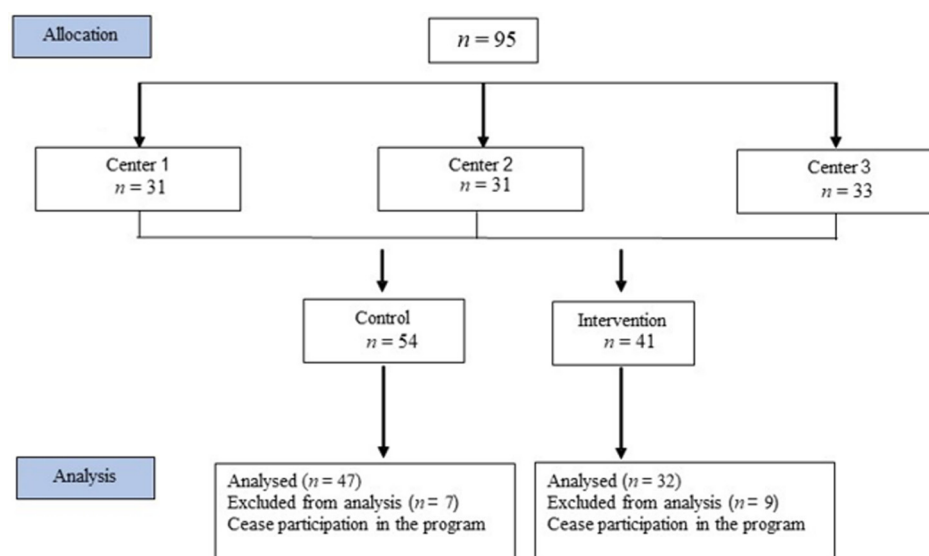 Allocation
n = 95
Center 1
n = 31
Center 2
n = 31
Center 3
n = 33
Control
n = 54
Intervention
n = 41
Analysis
Analysed (n = 47)
Excluded from analysis (n = 7)
Cease participation in the program
Analysed (n = 32)
Excluded from analysis (n = 9)
Cease participation in the program